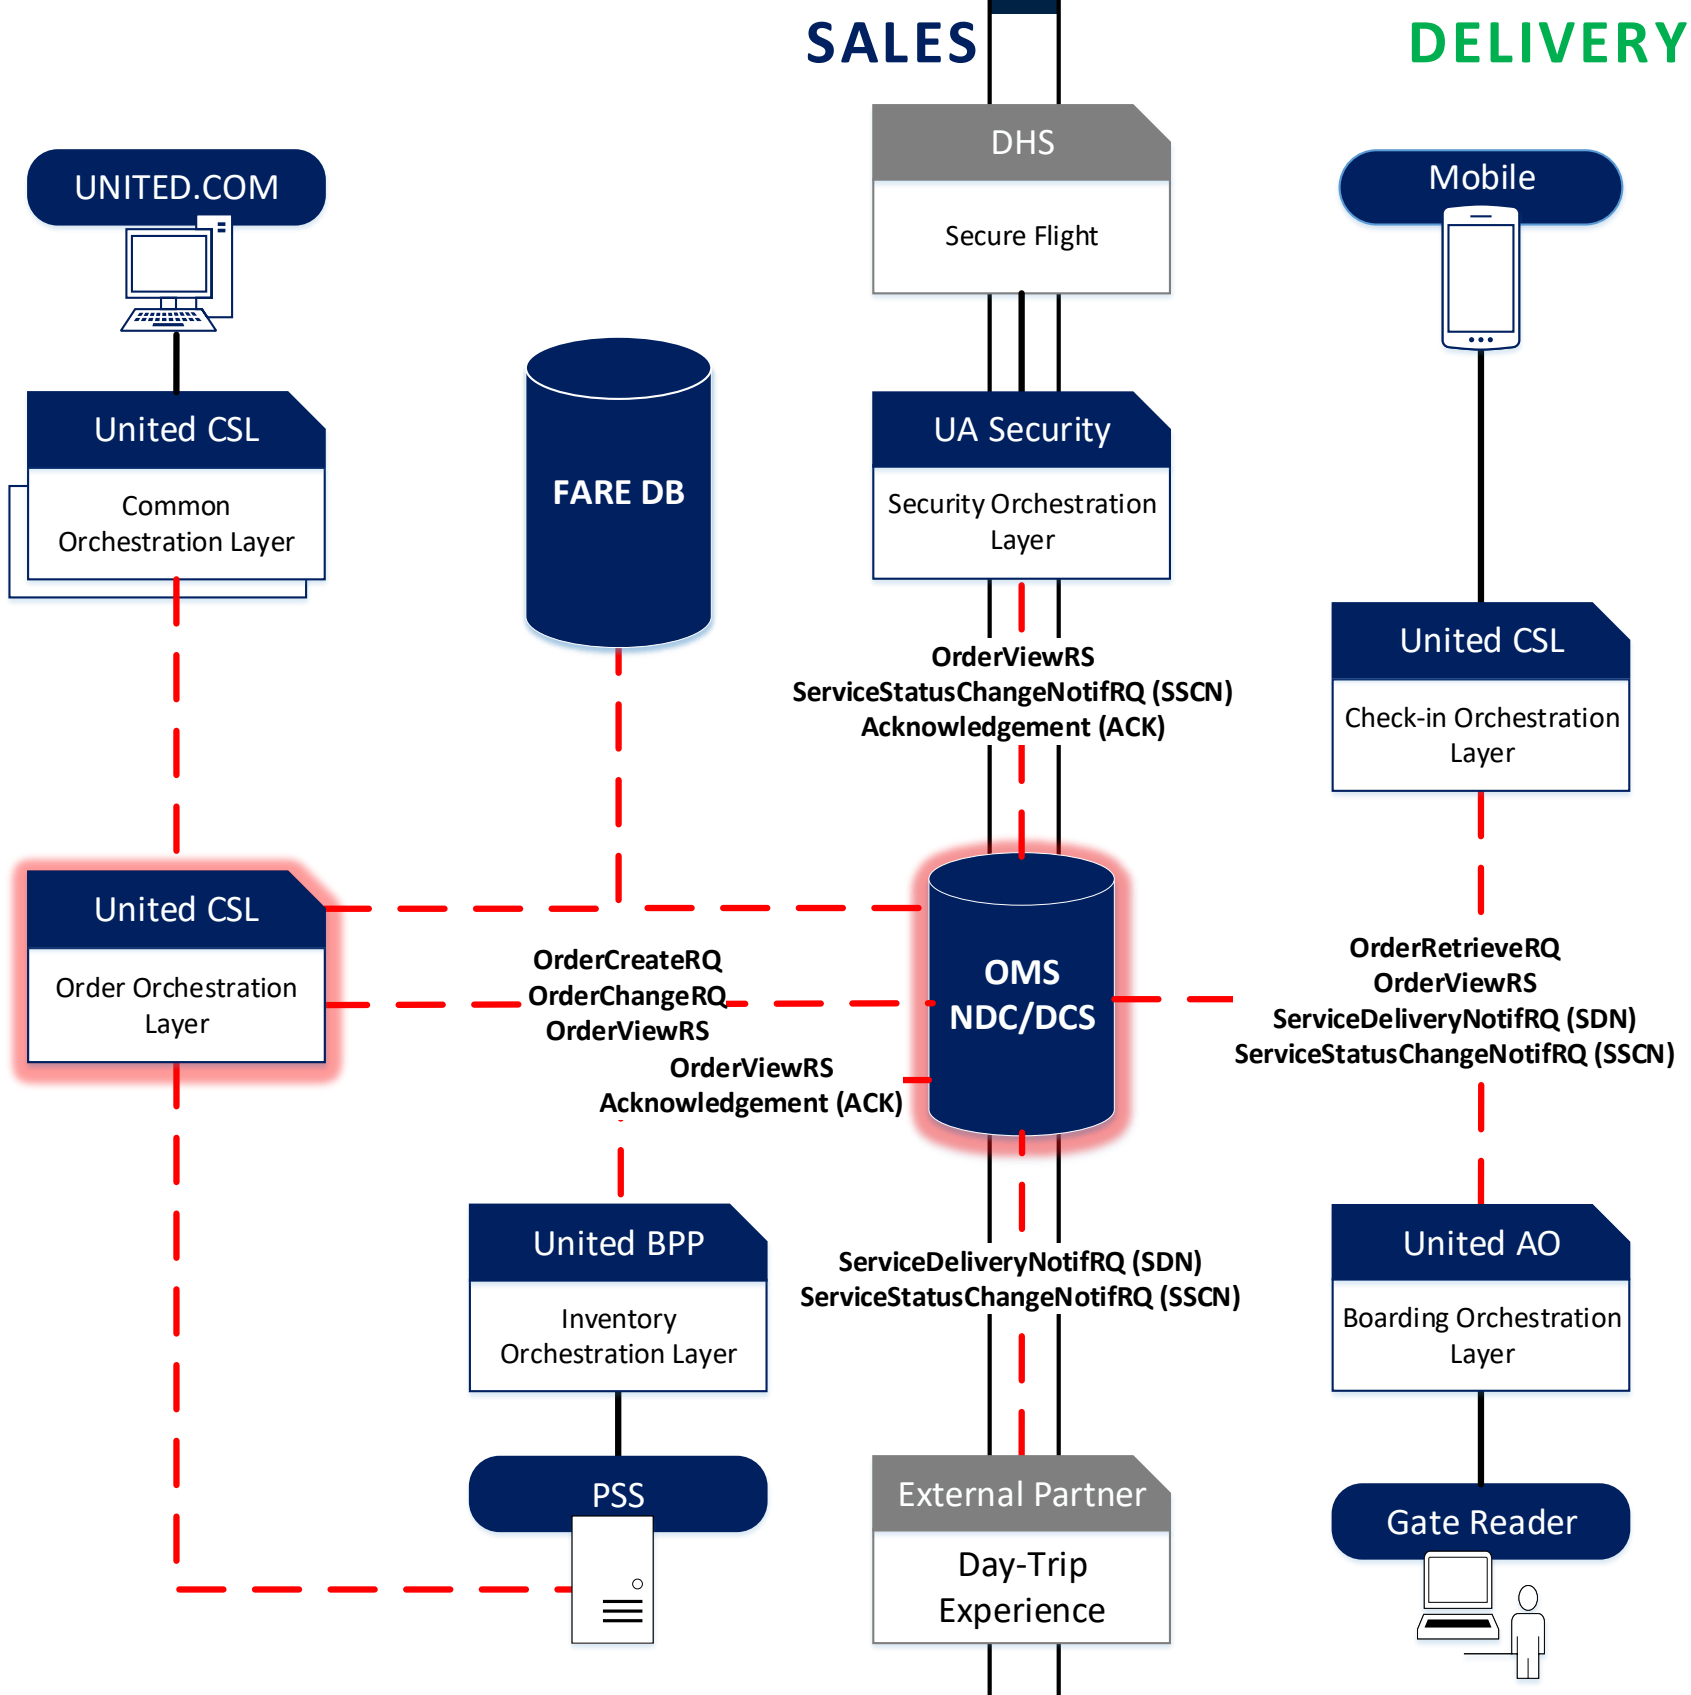 SALES
DELIVERY
DHS
Secure Flight
UNITED.COM
Mobile
United CSL
Common
Orchestration Layer
FARE DB
UA Security
Security Orchestration
Layer
OrderViewRS
ServiceStatusChangeNotifRQ (SSCN)
Acknowledgement (ACK)
United CSL
Check-in Orchestration
Layer
United CSL
Order Orchestration
Layer
OrderCreateRQ
OrderChangeRQ
OrderViewRS
OrderViewRS
Acknowledgement (ACK)
OMS
NDC/DCS
OrderRetrieveRQ
OrderViewRS
ServiceDeliveryNotifRQ (SDN)
ServiceStatusChangeNotifRQ (SSCN)
United BPP
Inventory
Orchestration Layer
ServiceDeliveryNotifRQ (SDN)
ServiceStatusChangeNotifRQ (SSCN)
United AO
Boarding Orchestration
Layer
PSS
External Partner
Day-Trip
Experience
Gate Reader